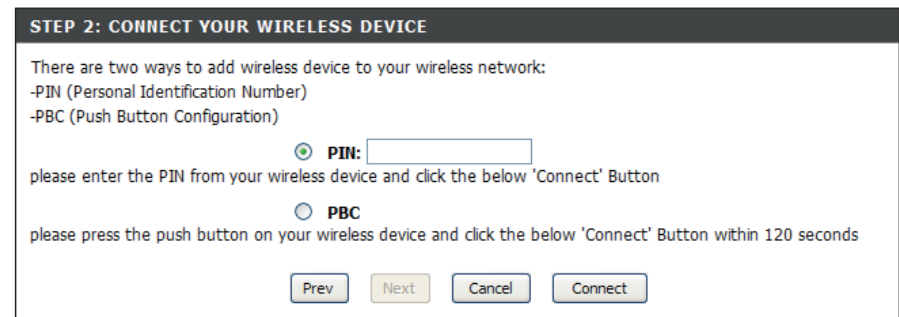 STEP 2: CONNECT YOUR WIRELESS DEVICE
There are two ways to add wireless device to your wireless network:
-PIN (Personal Identification Number)
-PBC (Push Button Configuration)
PIN:
please enter the PIN from your wireless device and click the below 'Connect' Button
PBC
please press the push button on your wireless device and click the below 'Connect' Button within 120 seconds
Prev Next Cancel Connect